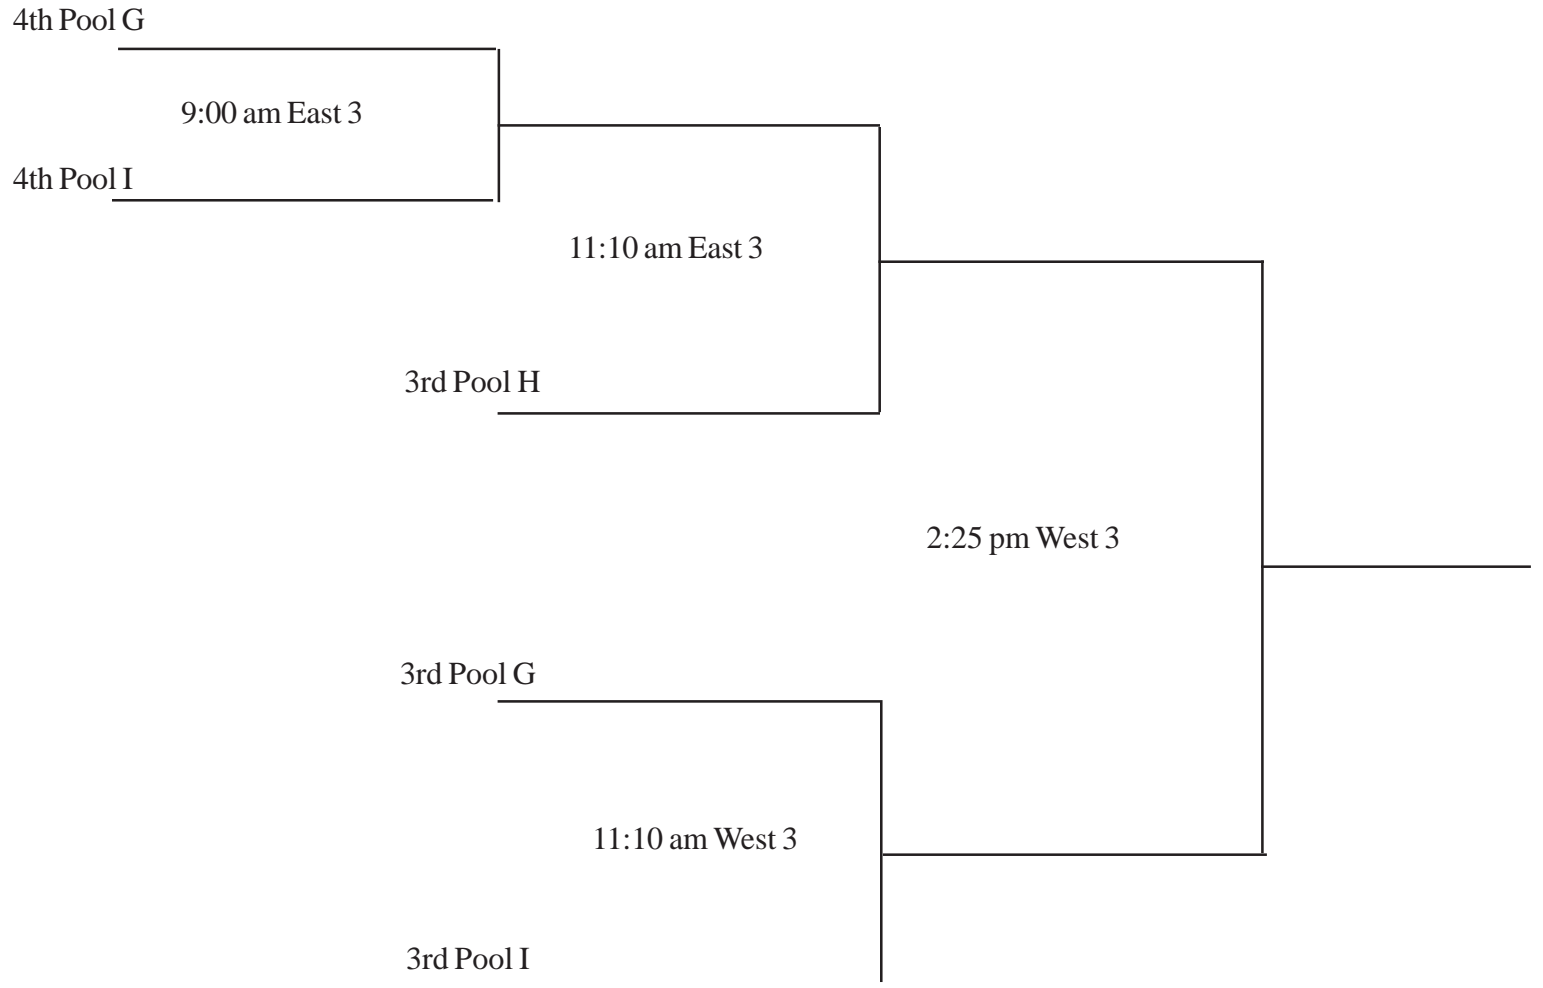 4th Pool G
9:00 am East 3
4th Pool I
11:10 am East 3
3rd Pool H
2:25 pm West 3
3rd Pool G
11:10 am West 3
3rd Pool I